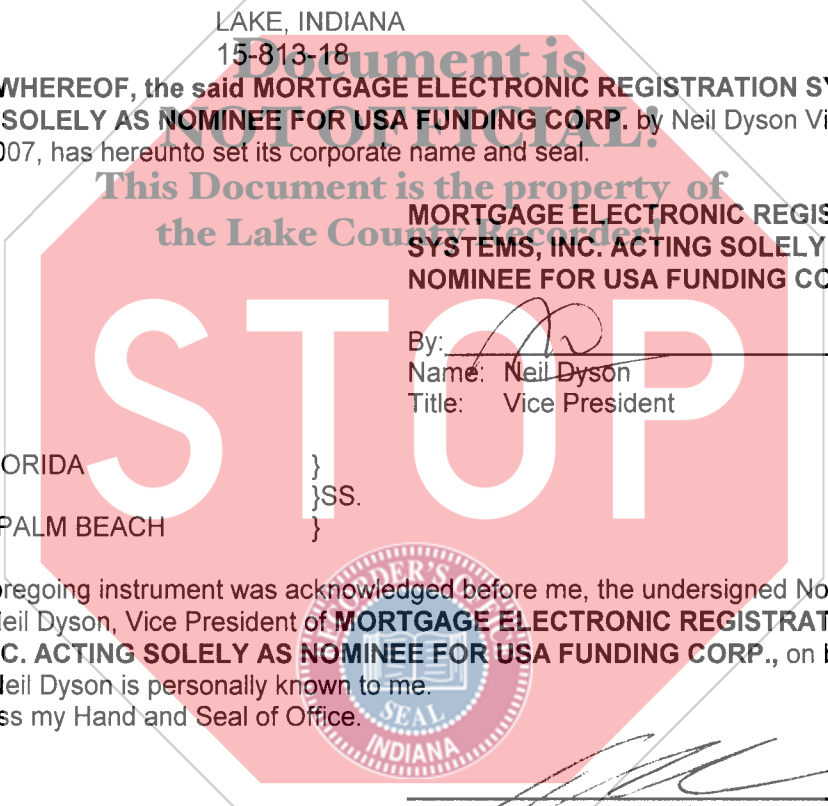 LAKE, INDIANA
15-813-18
Document is
WHEREOF, the said MORTGAGE ELECTRONIC REGISTRATION SY
SOLELY AS NOMINEE FOR USA FUNDING CORP. by Neil Dyson Vi
NOT OFFICIAL!
007, has hereunto set its corporate name and seal.
This Document is the property of
the Lake County Recorder!
MORTGAGE ELECTRONIC REGIS
SYSTEMS, INC. ACTING SOLELY
NOMINEE FOR USA FUNDING CO
STOP
By:
Name: Neil Dyson
Title: Vice President
ORIDA }
}SS.
PALM BEACH }
oregoing instrument was acknowledged before me, the undersigned No
Neil Dyson, Vice President of MORTGAGE ELECTRONIC REGISTRAT
C. ACTING SOLELY AS NOMINEE FOR USA FUNDING CORP., on b
Neil Dyson is personally known to me.
ss my Hand and Seal of Office.
SEAL
INDIANA